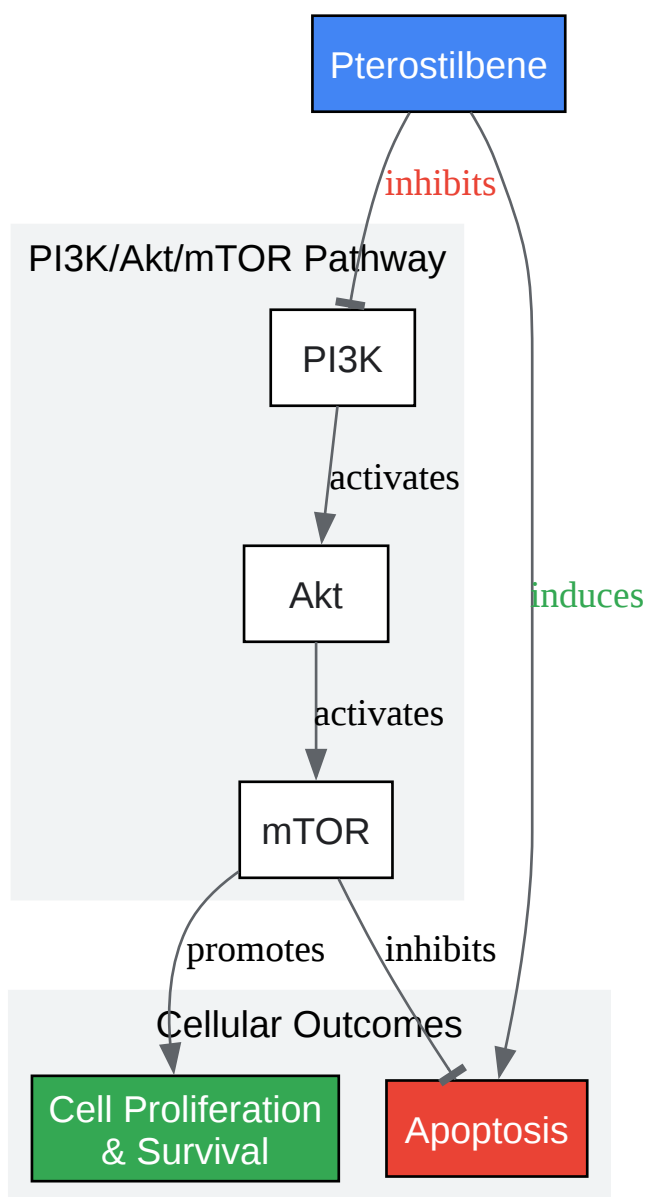 Pterostilbene
inhibits
PI3K/Akt/mTOR Pathway
PI3K
activates
Akt
induces
activates
mTOR
promotes
inhibits
Cellular Outcomes
Cell Proliferation
& Survival
Apoptosis